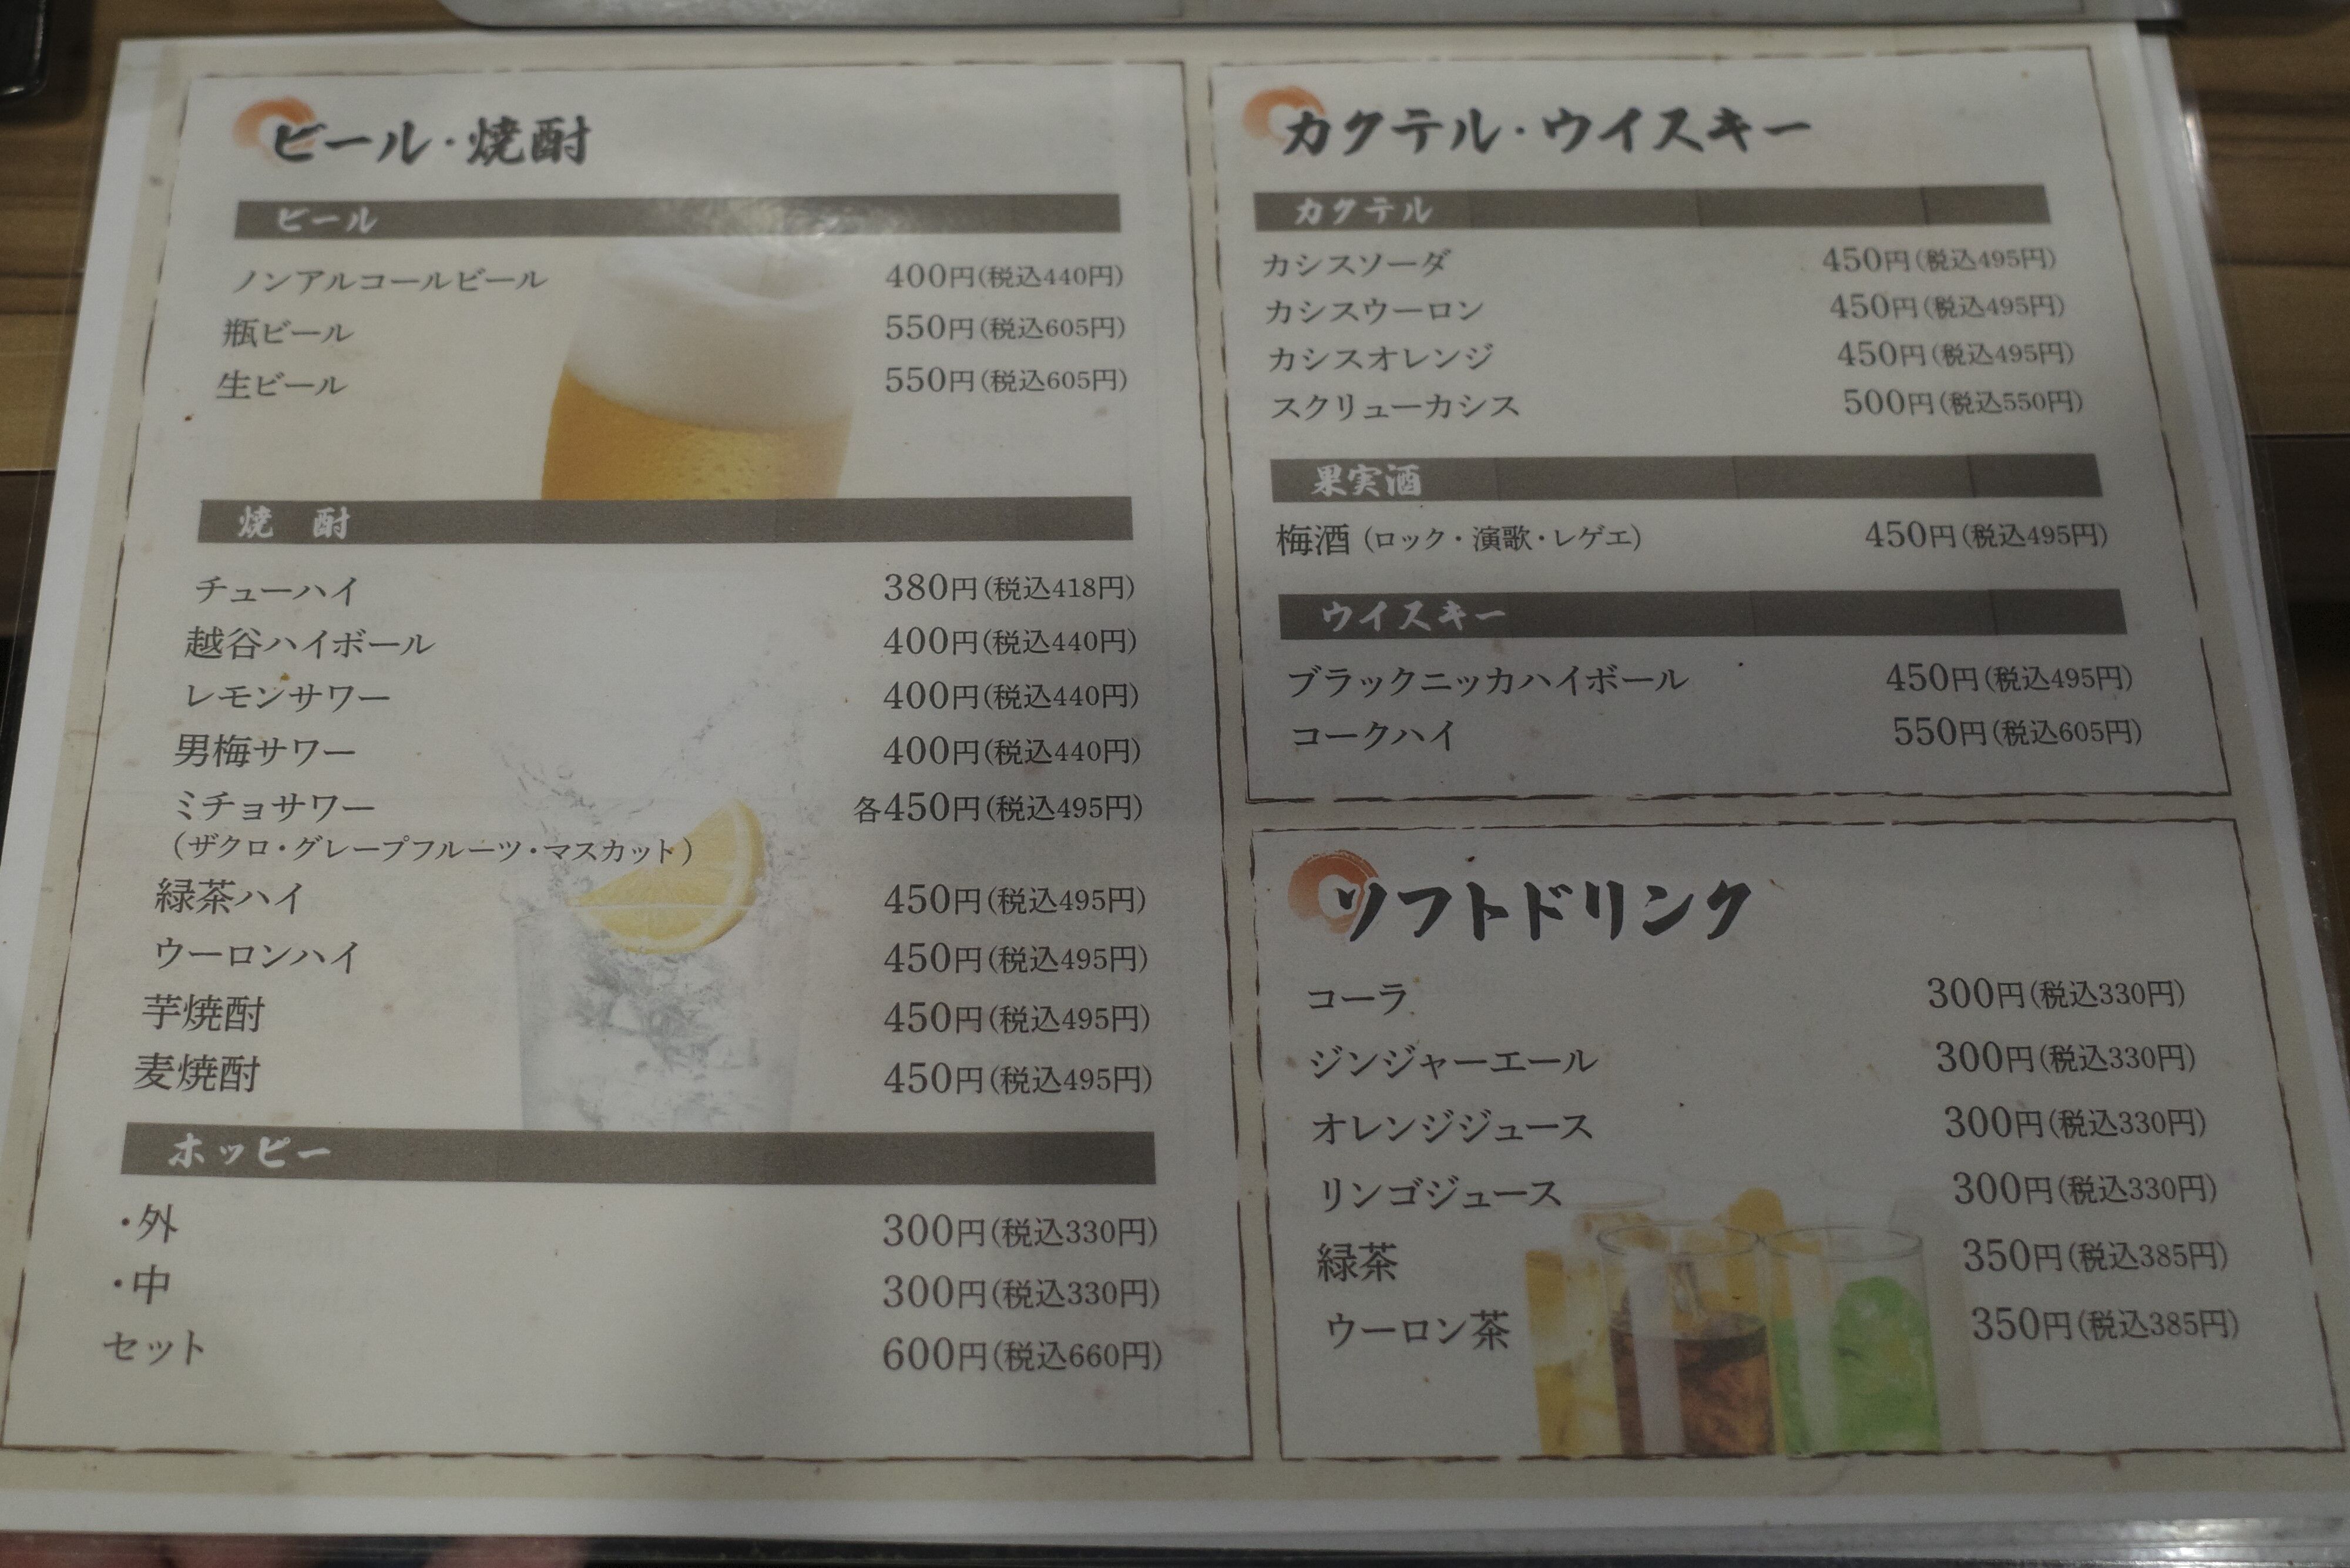 ビール・焼酎
ビール
ノンアルコールビール 400円(税込440円)
瓶ビール 550円(税込605円)
生ビール 550円(税込605円)
焼 酎
チューハイ 380円(税込418円)
越谷ハイボール 400円(税込440円)
レモンサワー 400円(税込440円)
男梅サワー 400円(税込440円)
ミチョサワー 各450円(税込495円)
（ザクロ・グレープフルーツ・マスカット）
緑茶ハイ 450円(税込495円)
ウーロンハイ 450円(税込495円)
芋焼酎 450円(税込495円)
麦焼酎 450円(税込495円)
ホッピー
・外 300円(税込330円)
・中 300円(税込330円)
セット 600円(税込660円)
カクテル・ウイスキー
カクテル
カシスソーダ 450円(税込495円)
カシスウーロン 450円(税込495円)
カシスオレンジ 450円(税込495円)
スクリューカシス 500円(税込550円)
果実酒
梅酒（ロック・演歌・レゲエ） 450円(税込495円)
ウイスキー
ブラックニッカハイボール 450円(税込495円)
コークハイ 550円(税込605円)
ソフトドリンク
コーラ 300円(税込330円)
ジンジャーエール 300円(税込330円)
オレンジジュース 300円(税込330円)
リンゴジュース 300円(税込330円)
緑茶 350円(税込385円)
ウーロン茶 350円(税込385円)